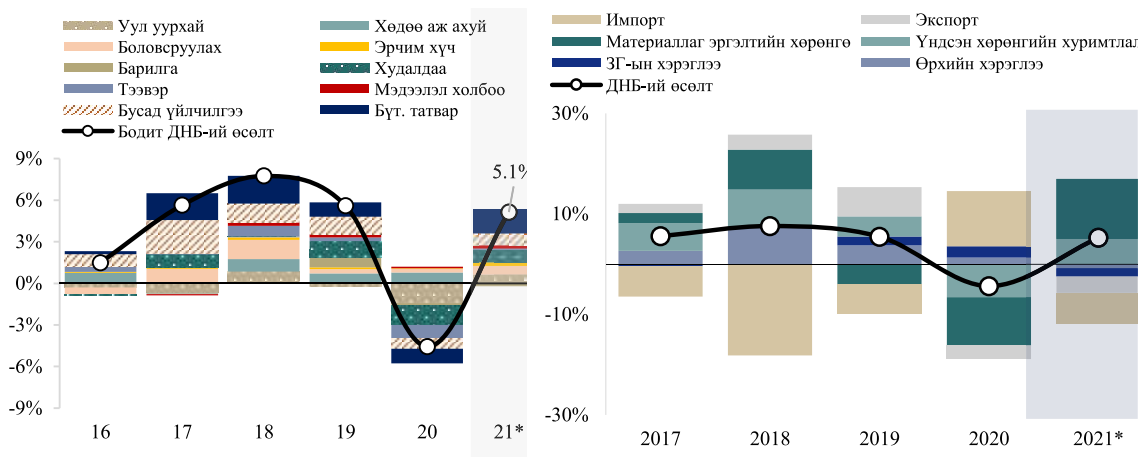 Уул уурхай
Хөдөө аж ахуй
Боловсруулах
Эрчим хүч
Барилга
Худалдаа
Тээвэр
Мэдээлэл холбоо
Бусад үйлчилгээ
Бүт. татвар
Бодит ДНБ-ий өсөлт
9%
6%
3%
0%
-3%
-6%
-9%
5.1%
16
17
18
19
20
21*
Импорт
Экспорт
Материаллаг эргэлтийн хөрөнгө
Үндсэн хөрөнгийн хуримтлал
ЗГ-ын хэрэглээ
Өрхийн хэрэглээ
ДНБ-ий өсөлт
30%
10%
-10%
-30%
2017
2018
2019
2020
2021*